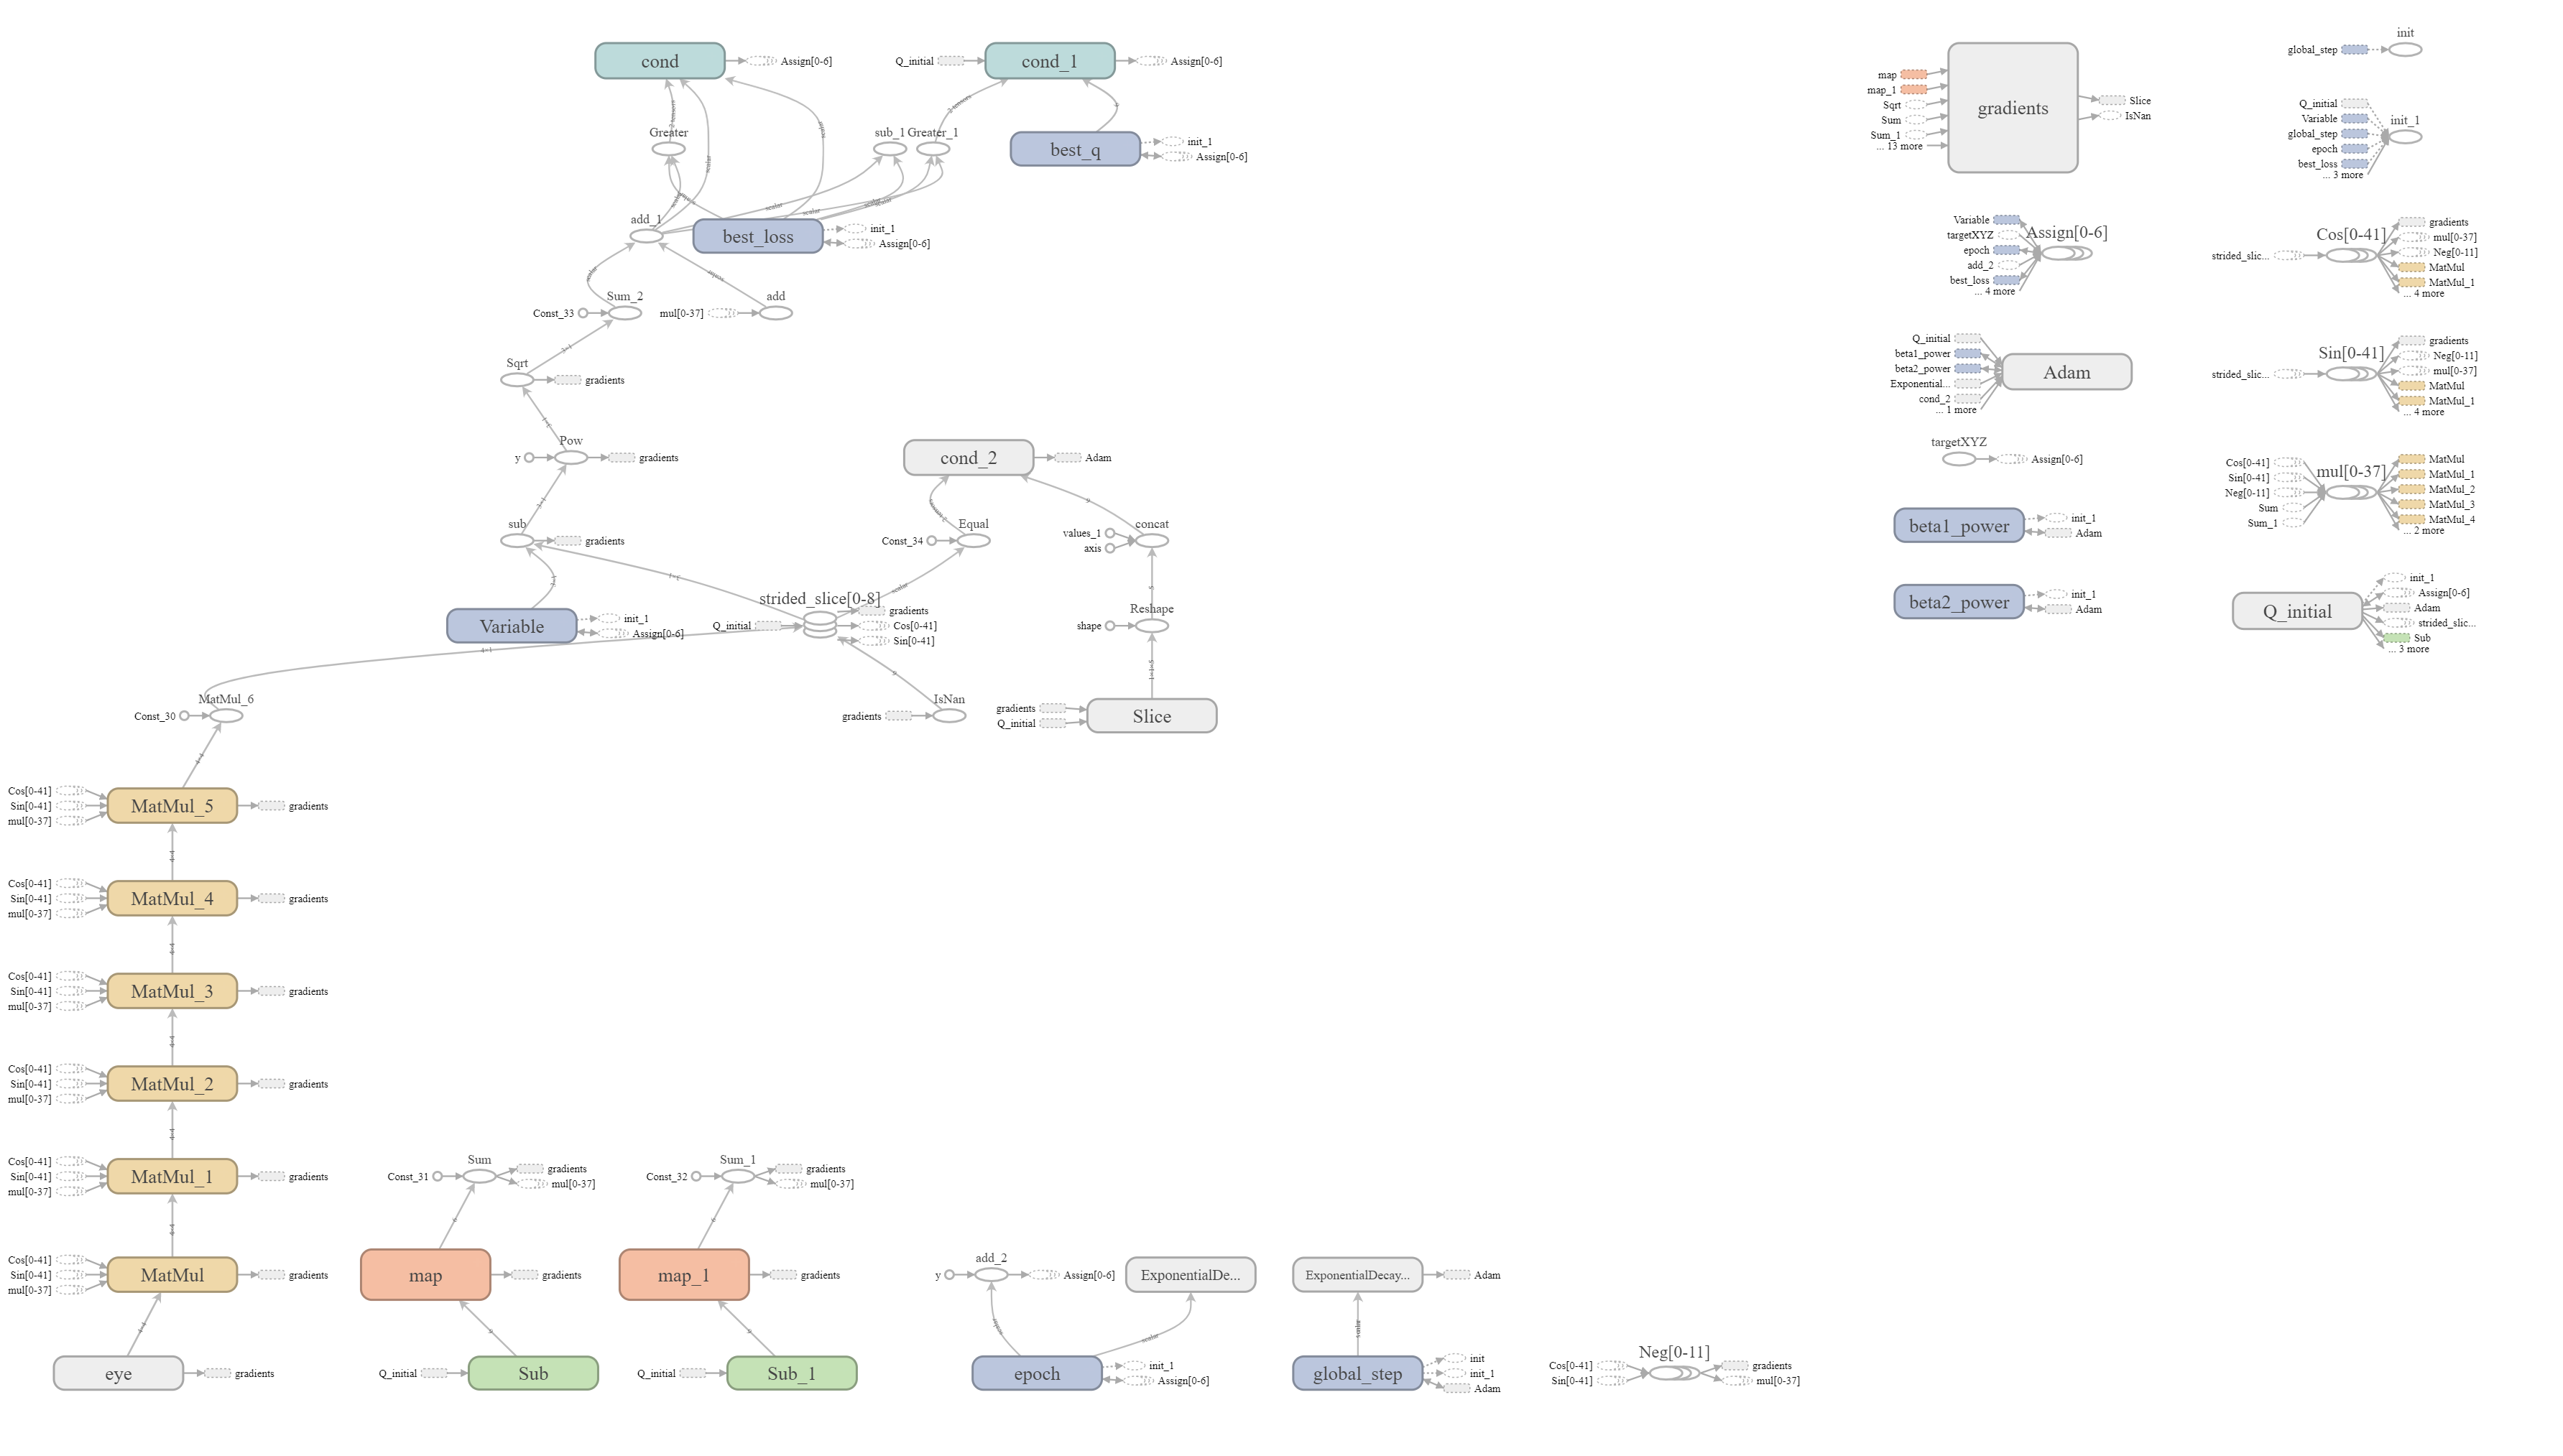 cond
Assign[0-6]
Q_initial
cond_1
Assign[0-6]
Greater
sub_1
Greater_1
best_q
init_1
Assign[0-6]
add_1
best_loss
init_1
Assign[0-6]
scalar
scalar
Sum_2
Const_33
add
mul[0-37]
Sqrt
gradients
Pow
y
gradients
cond_2
Adam
sub
gradients
Equal
Const_34
concat
values_1
axis
scalar
strided_slice[0-8]
Q_initial
gradients
Cos[0-41]
Sin[0-41]
Variable
init_1
Assign[0-6]
Reshape
shape
MatMul_6
Const_30
IsNan
gradients
Slice
gradients
Q_initial
MatMul_5
Cos[0-41]
Sin[0-41]
mul[0-37]
gradients
MatMul_4
Cos[0-41]
Sin[0-41]
mul[0-37]
gradients
MatMul_3
Cos[0-41]
Sin[0-41]
mul[0-37]
gradients
MatMul_2
Cos[0-41]
Sin[0-41]
mul[0-37]
gradients
MatMul_1
Cos[0-41]
Sin[0-41]
mul[0-37]
gradients
MatMul
Cos[0-41]
Sin[0-41]
mul[0-37]
gradients
eye
gradients
Sum
Const_31
gradients
mul[0-37]
map
gradients
Sub
Q_initial
Sum_1
Const_32
gradients
mul[0-37]
map_1
gradients
Sub_1
Q_initial
add_2
y
Assign[0-6]
ExponentialDe...
epoch
init_1
Assign[0-6]
ExponentialDecay...
Adam
global_step
init
init_1
Adam
Neg[0-11]
Cos[0-41]
Sin[0-41]
gradients
mul[0-37]
gradients
map
map_1
Sqrt
Sum
Sum_1
... 13 more
Slice
IsNan
Assign[0-6]
Variable
targetXYZ
epoch
add_2
best_loss
... 4 more
Adam
Q_initial
beta1_power
beta2_power
Exponential...
cond_2
... 1 more
targetXYZ
Assign[0-6]
beta1_power
init_1
Adam
beta2_power
init_1
Adam
init
global_step
init_1
Q_initial
Variable
global_step
epoch
best_loss
... 3 more
Cos[0-41]
strided_slic...
gradients
mul[0-37]
Neg[0-11]
MatMul
MatMul_1
... 4 more
Sin[0-41]
strided_slic...
gradients
Neg[0-11]
mul[0-37]
MatMul
MatMul_1
... 4 more
mul[0-37]
Cos[0-41]
Sin[0-41]
Neg[0-11]
Sum
Sum_1
MatMul
MatMul_1
MatMul_2
MatMul_3
MatMul_4
... 2 more
Q_initial
init_1
Assign[0-6]
Adam
strided_slic...
Sub
... 3 more